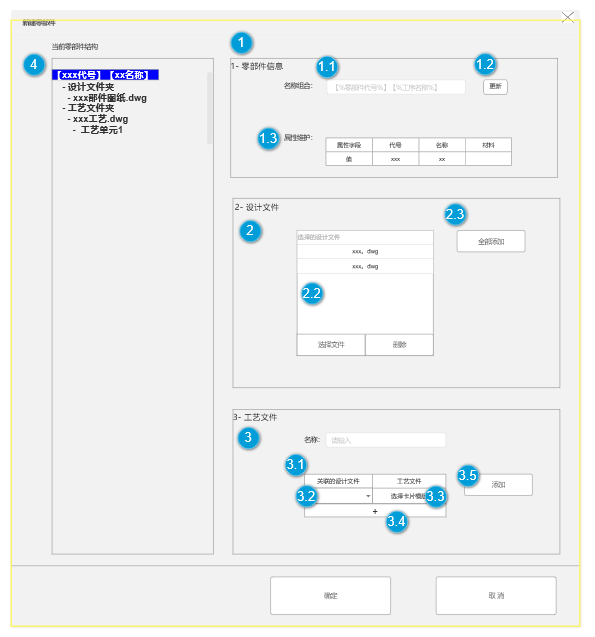 新建零部件
当前零部件结构
4
【xxx代号】【xx名称】
- 设计文件夹
- xxx部件图纸.dwg
- 工艺文件夹
- xxx工艺.dwg
- 工艺单元1
1
1- 零部件信息
1.1
1.2
名称组合:
【%零部件代号%】【%工序名称%】
更新
1.3
属性维护:
属性字段 代号 名称 材料
值 xxx xx
2- 设计文件
2
2.3
选择的设计文件
全部添加
xxx，dwg
xxx，dwg
2.2
选择文件 删除
3- 工艺文件
3
名称:
请输入
3.1
关联的设计文件 工艺文件
3.2
选择卡片模版
3.3
3.5
添加
+
3.4
确定 取消